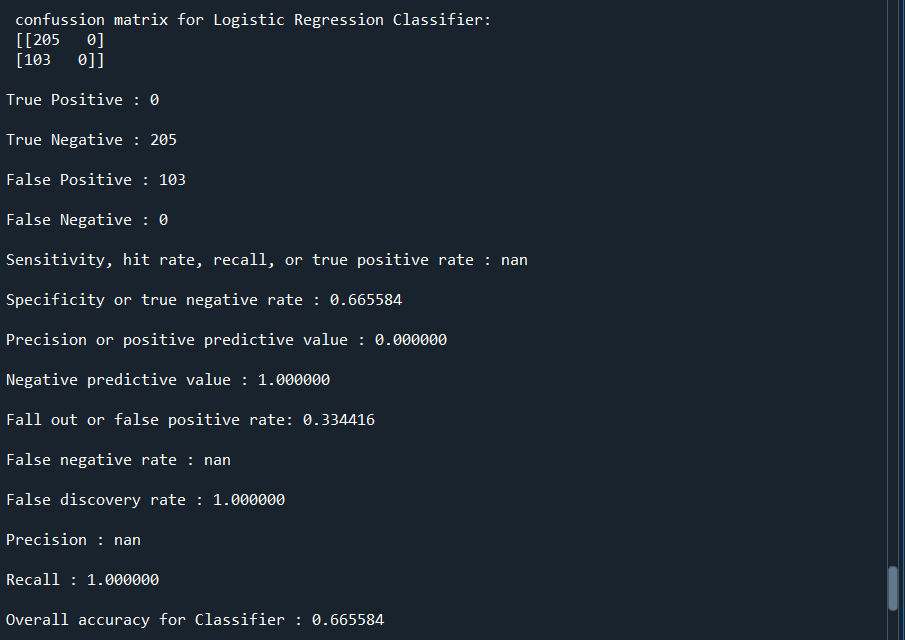 confussion matrix for Logistic Regression Classifier:
[[205   0]
[103   0]]
True Positive : 0
True Negative : 205
False Positive : 103
False Negative : 0
Sensitivity, hit rate, recall, or true positive rate : nan
Specificity or true negative rate : 0.665584
Precision or positive predictive value : 0.000000
Negative predictive value : 1.000000
Fall out or false positive rate: 0.334416
False negative rate : nan
False discovery rate : 1.000000
Precision : nan
Recall : 1.000000
Overall accuracy for Classifier : 0.665584